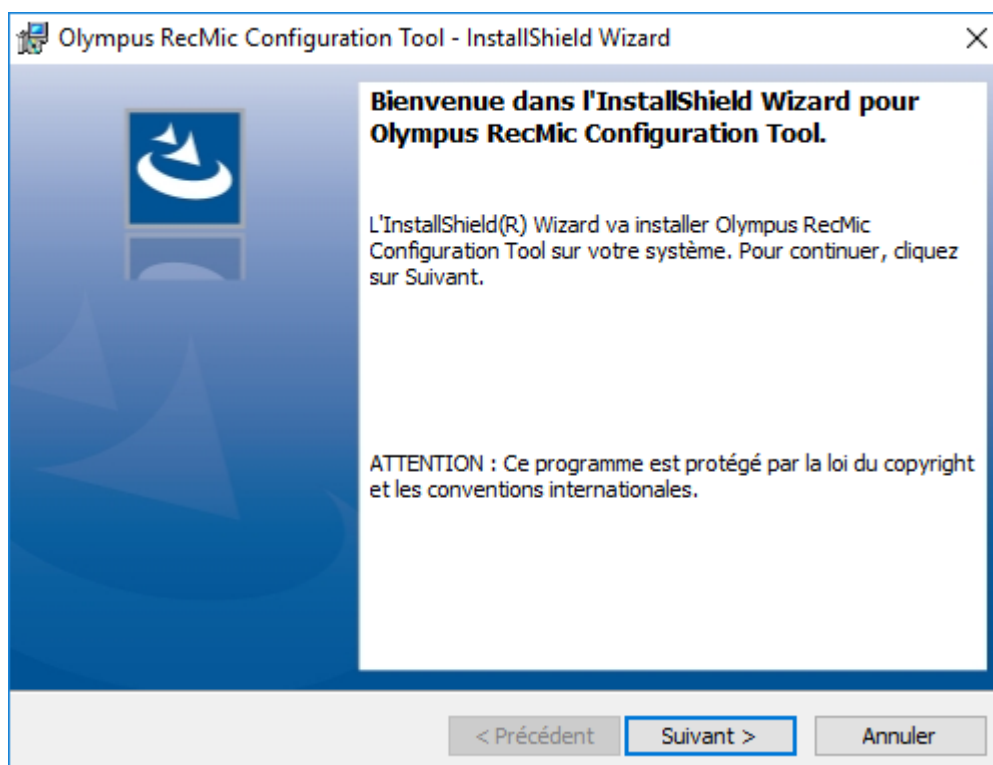 Olympus RecMic Configuration Tool - InstallShield Wizard
Bienvenue dans l'InstallShield Wizard pour
Olympus RecMic Configuration Tool.
L'InstallShield(R) Wizard va installer Olympus RecMic
Configuration Tool sur votre système. Pour continuer, cliquez
sur Suivant.
ATTENTION : Ce programme est protégé par la loi du copyright
et les conventions internationales.
< Précédent
Suivant >
Annuler